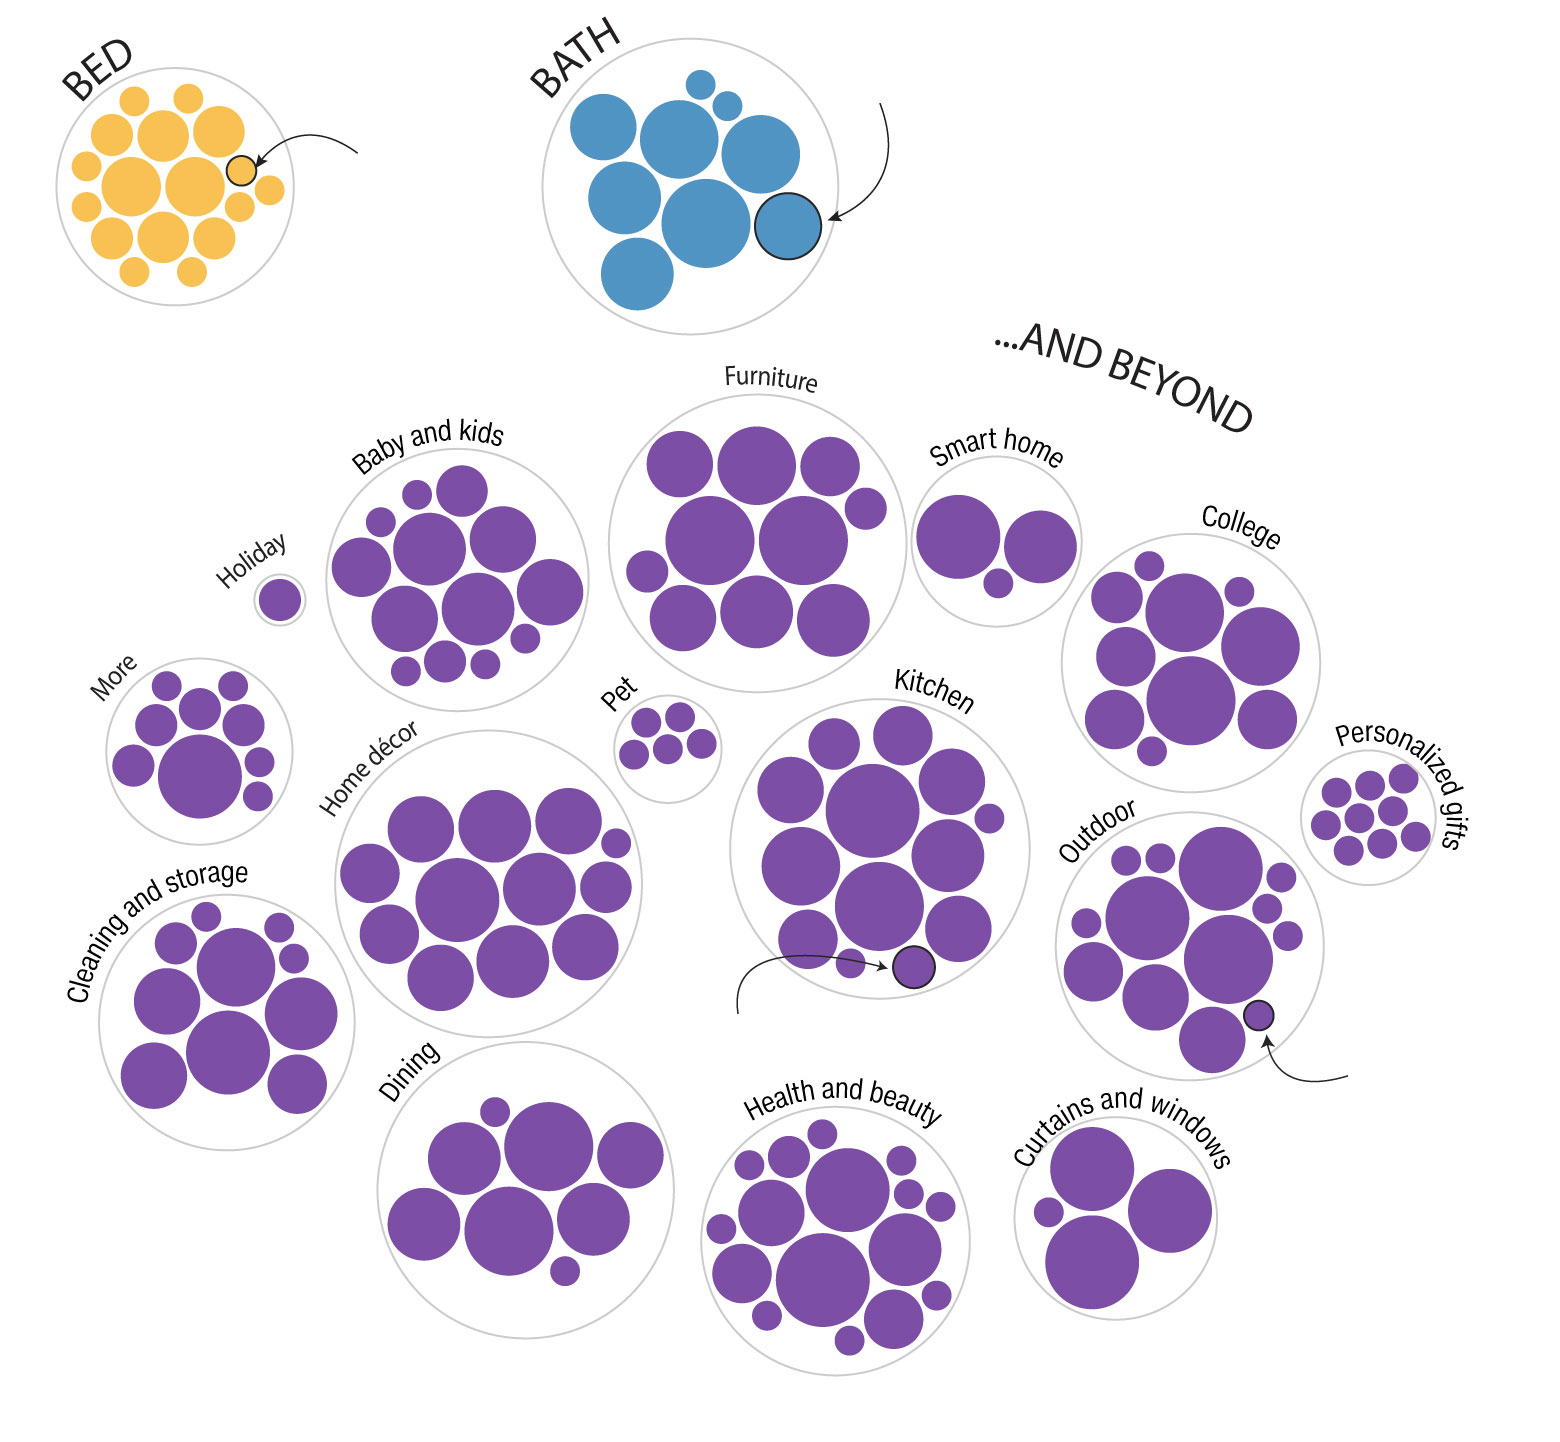 BED
BATH
...AND BEYOND
Furniture
Baby and kids
Smart home
College
Holiday
More
Pet
Kitchen
Home décor
Personalized gifts
Outdoor
Cleaning and storage
Dining
Health and beauty
Curtains and windows